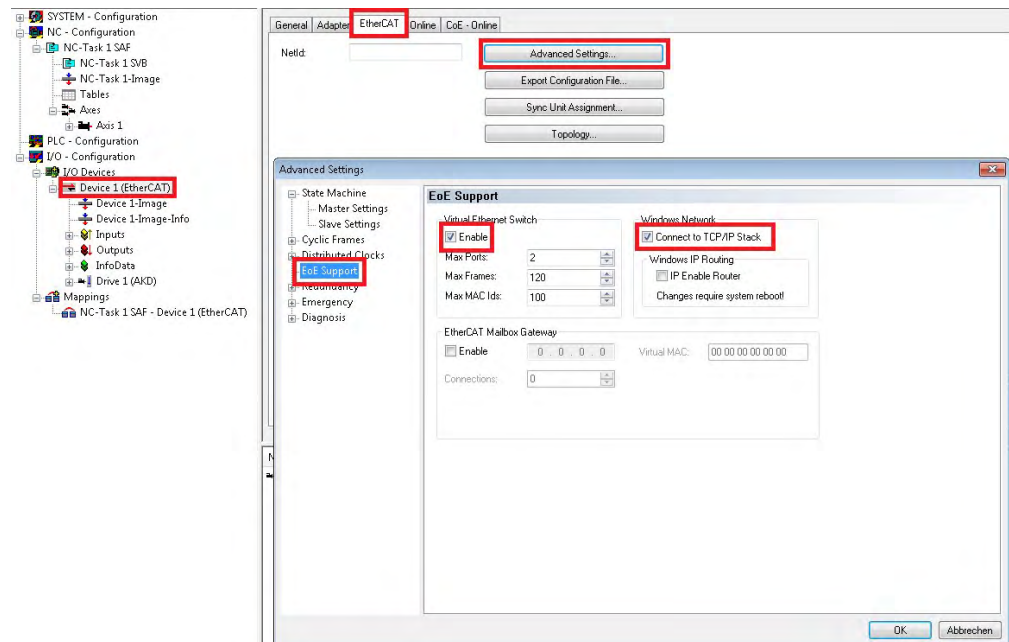 SYSTEM - Configuration
NC - Configuration
NC-Task 1 SAF
NC-Task 1 SVB
NC-Task 1-Image
Tables
Axes
Axis 1
PLC - Configuration
I/O - Configuration
I/O Devices
Device 1 (EtherCAT)
Device 1-Image
Device 1-Image-Info
Inputs
Outputs
InfoData
Drive 1 (AKD)
Mappings
NC-Task 1 SAF - Device 1 (EtherCAT)
General Adapter EtherCAT Online CoE - Online
NetId:
Advanced Settings...
Export Configuration File...
Sync Unit Assignment...
Topology...
Advanced Settings
State Machine
Master Settings
Slave Settings
Cyclic Frames
Distributed Clocks
EoE Support
Redundancy
Emergency
Diagnosis
EoE Support
Virtual Ethernet Switch
Enable
Max Ports: 2
Max Frames: 120
Max MAC Ids: 100
Windows Network
Connect to TCP/IP Stack
Windows IP Routing
IP Enable Router
Changes require system reboot!
EtherCAT Mailbox Gateway
Enable 0 . 0 . 0 . 0 Virtual MAC: 00 00 00 00 00 00
Connections: 0
N
OK Abbrechen